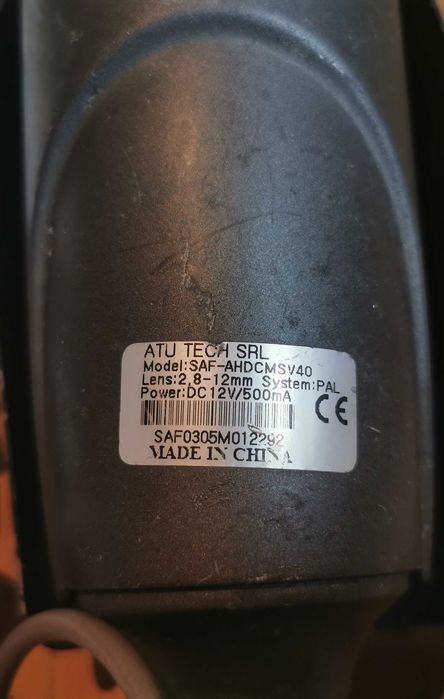 ATU TECH SRL
Model:SAF-AHDCMSV40
Lens:2,8-12mm System:PAL
Power:DC12V/500mA
CE
SAF0305M012292
MADE IN CHINA